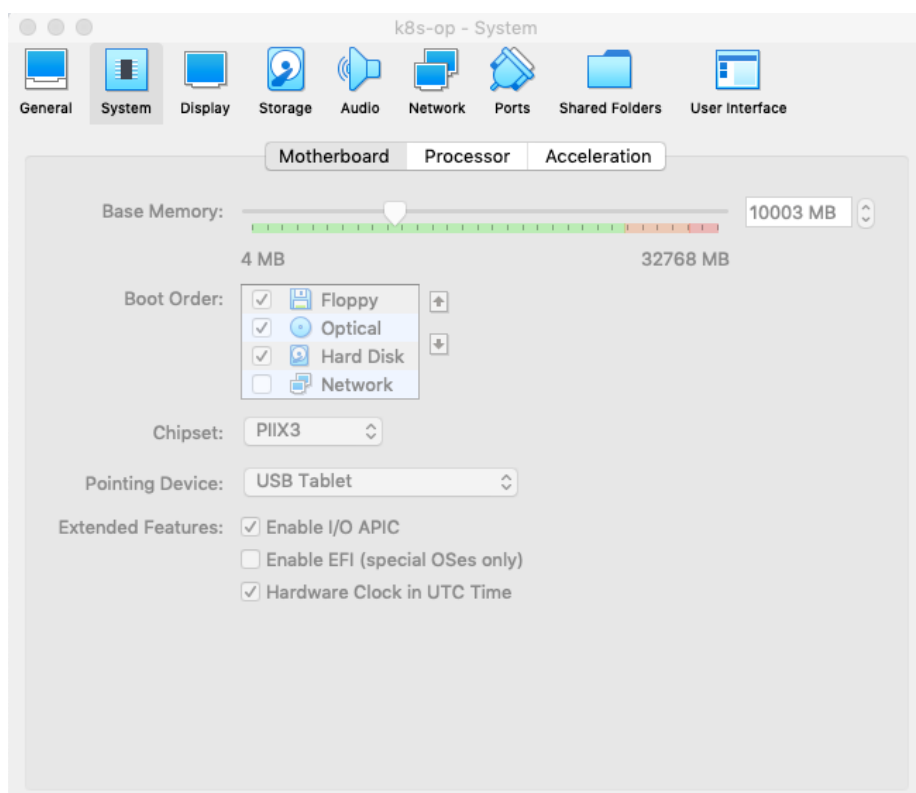 k8s-op - System
General System Display Storage Audio Network Ports Shared Folders User Interface
Motherboard Processor Acceleration
Base Memory: 10003 MB
4 MB 32768 MB
Boot Order: Floppy
Optical
Hard Disk
Network
Chipset: PIIX3
Pointing Device: USB Tablet
Extended Features: Enable I/O APIC
Enable EFI (special OSes only)
Hardware Clock in UTC Time